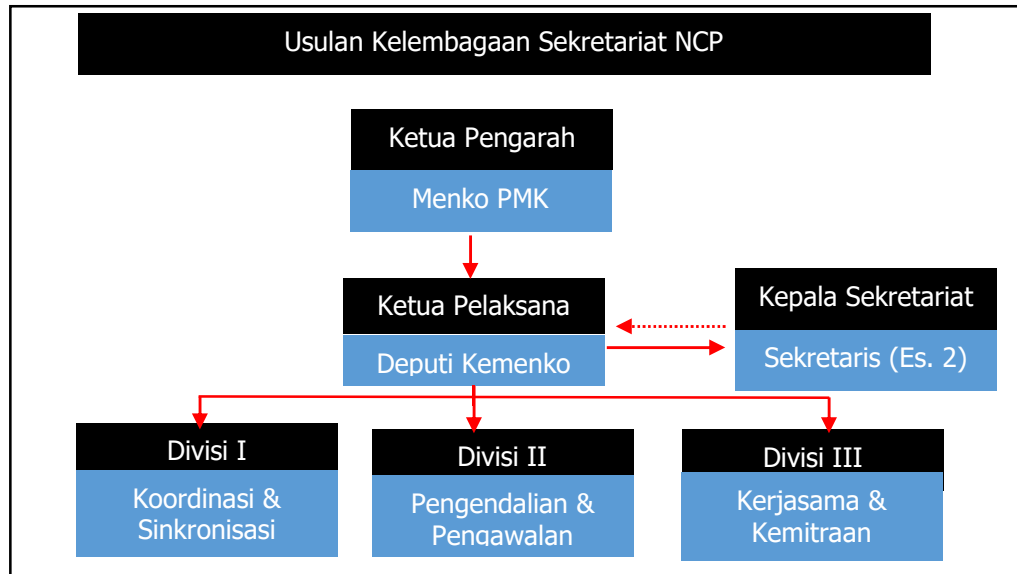 Usulan Kelembagaan Sekretariat NCP
Ketua Pengarah
Menko PMK
Ketua Pelaksana
Deputi Kemenko
Kepala Sekretariat
Sekretaris (Es. 2)
Divisi I
Koordinasi &
Sinkronisasi
Divisi II
Pengendalian &
Pengawalan
Divisi III
Kerjasama &
Kemitraan